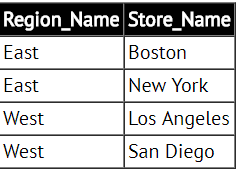 Region_Name Store_Name
East Boston
East New York
West Los Angeles
West San Diego